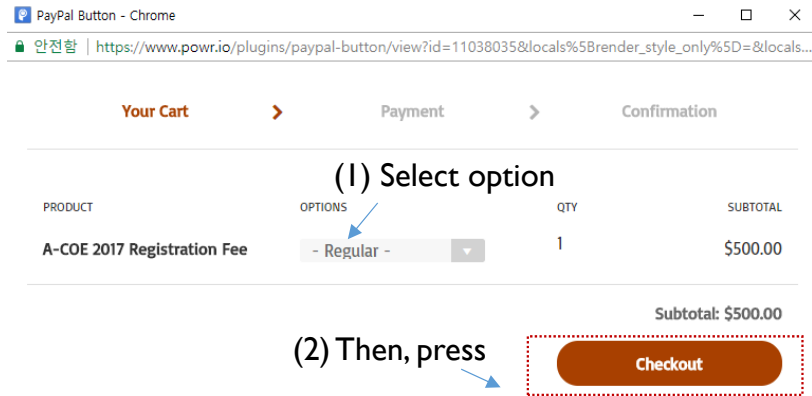 PayPal Button - Chrome
안전함 | https://www.powr.io/plugins/paypal-button/view?id=11038035&locals%5Brender_style_only%5D=&locals...
Your Cart > Payment > Confirmation
(1) Select option
PRODUCT OPTIONS QTY SUBTOTAL
A-COE 2017 Registration Fee - Regular - 1 $500.00
Subtotal: $500.00
(2) Then, press
Checkout